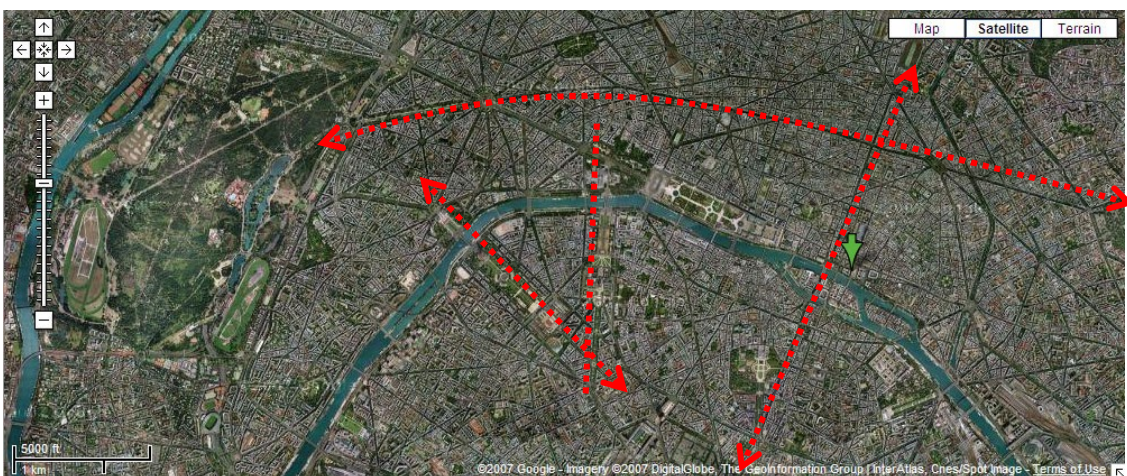 Map Satellite Terrain
5000 ft
1 km
©2007 Google - Imagery ©2007 DigitalGlobe, The GeoInformation Group | InterAtlas, Cnes/Spot Image - Terms of Use